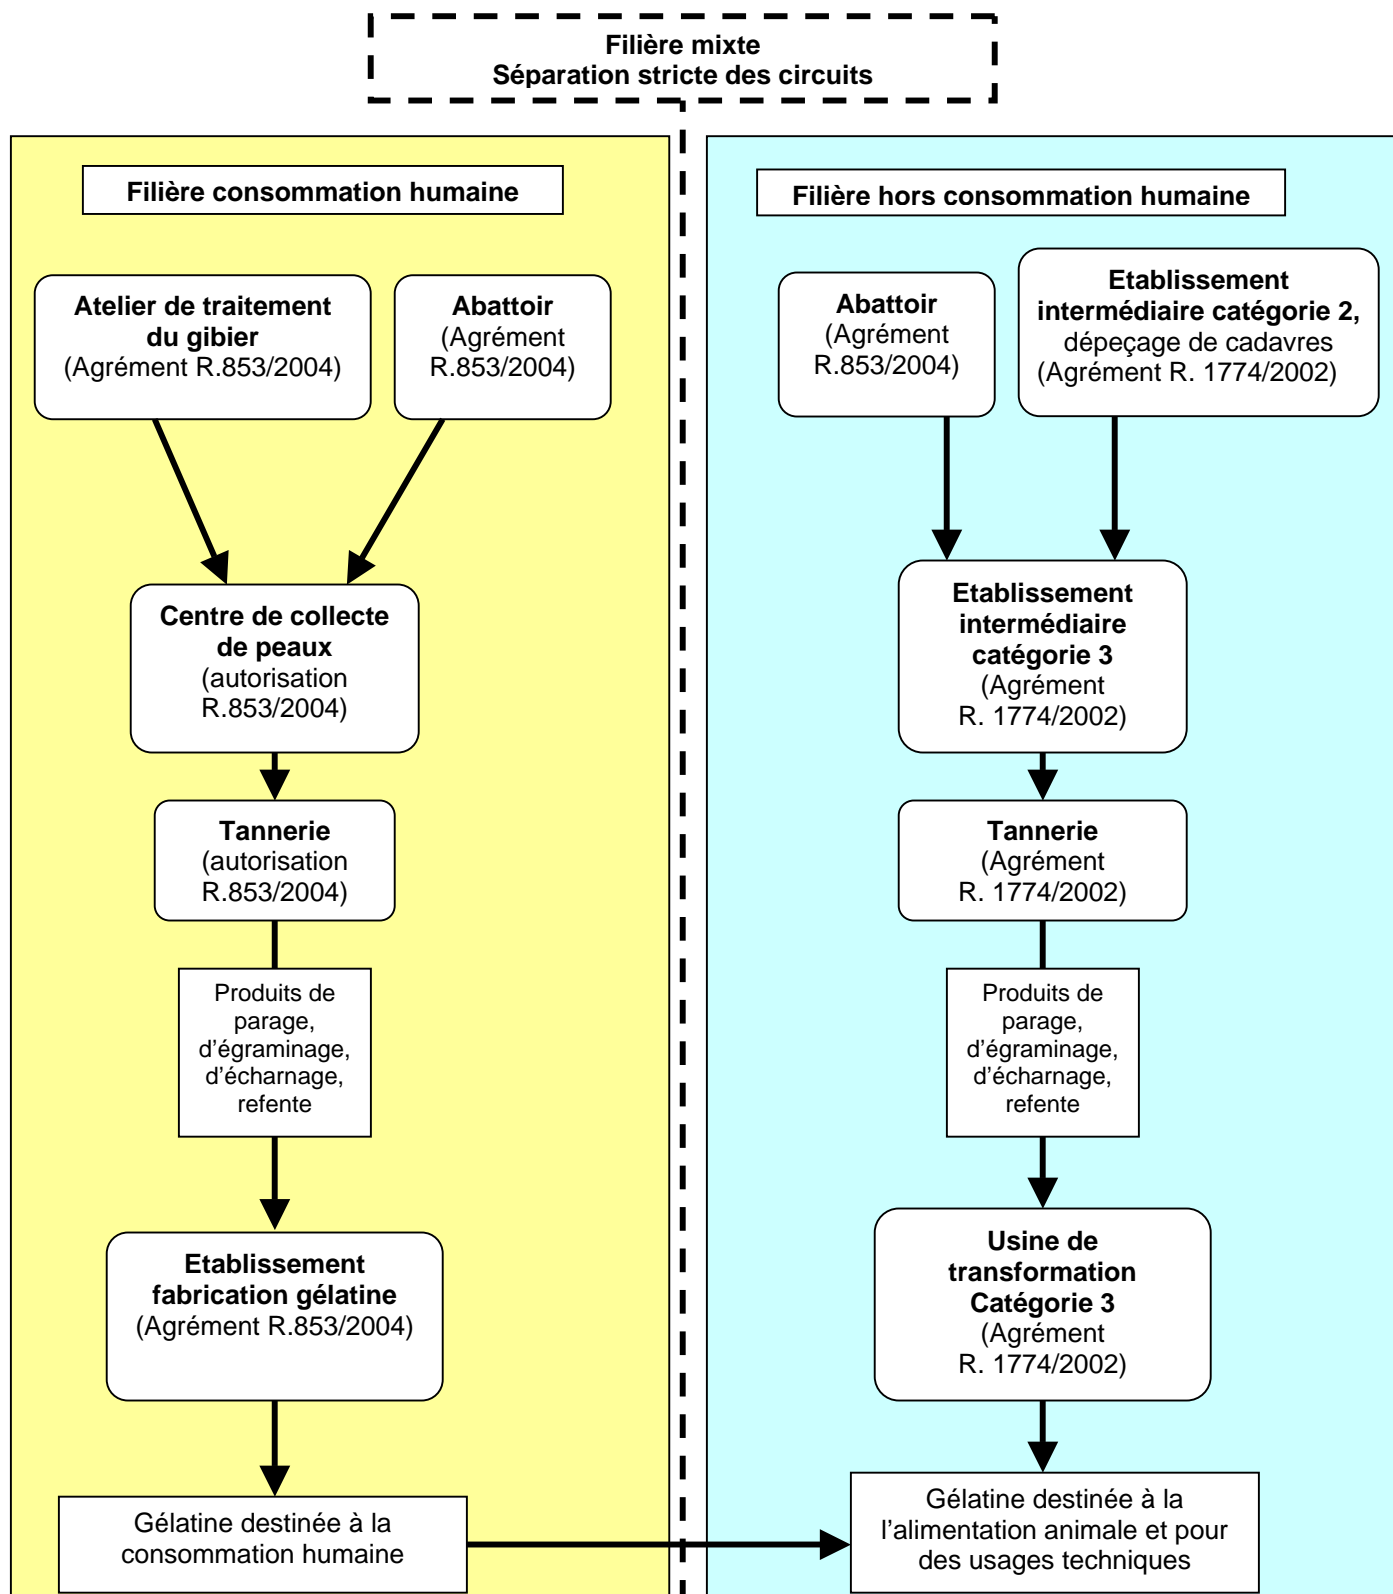 Filière mixte
Séparation stricte des circuits
Filière consommation humaine
Atelier de traitement
du gibier
(Agrément R.853/2004)
Abattoir
(Agrément
R.853/2004)
Centre de collecte
de peaux
(autorisation
R.853/2004)
Tannerie
(autorisation
R.853/2004)
Produits de
parage,
d'égraminage,
d'écharnage,
refente
Etablissement
fabrication gélatine
(Agrément R.853/2004)
Gélatine destinée à la
consommation humaine
Filière hors consommation humaine
Abattoir
(Agrément
R.853/2004)
Etablissement
intermédiaire catégorie 2,
dépeçage de cadavres
(Agrément R. 1774/2002)
Etablissement
intermédiaire
catégorie 3
(Agrément
R. 1774/2002)
Tannerie
(Agrément
R. 1774/2002)
Produits de
parage,
d'égraminage,
d'écharnage,
refente
Usine de
transformation
Catégorie 3
(Agrément
R. 1774/2002)
Gélatine destinée à la
l'alimentation animale et pour
des usages techniques